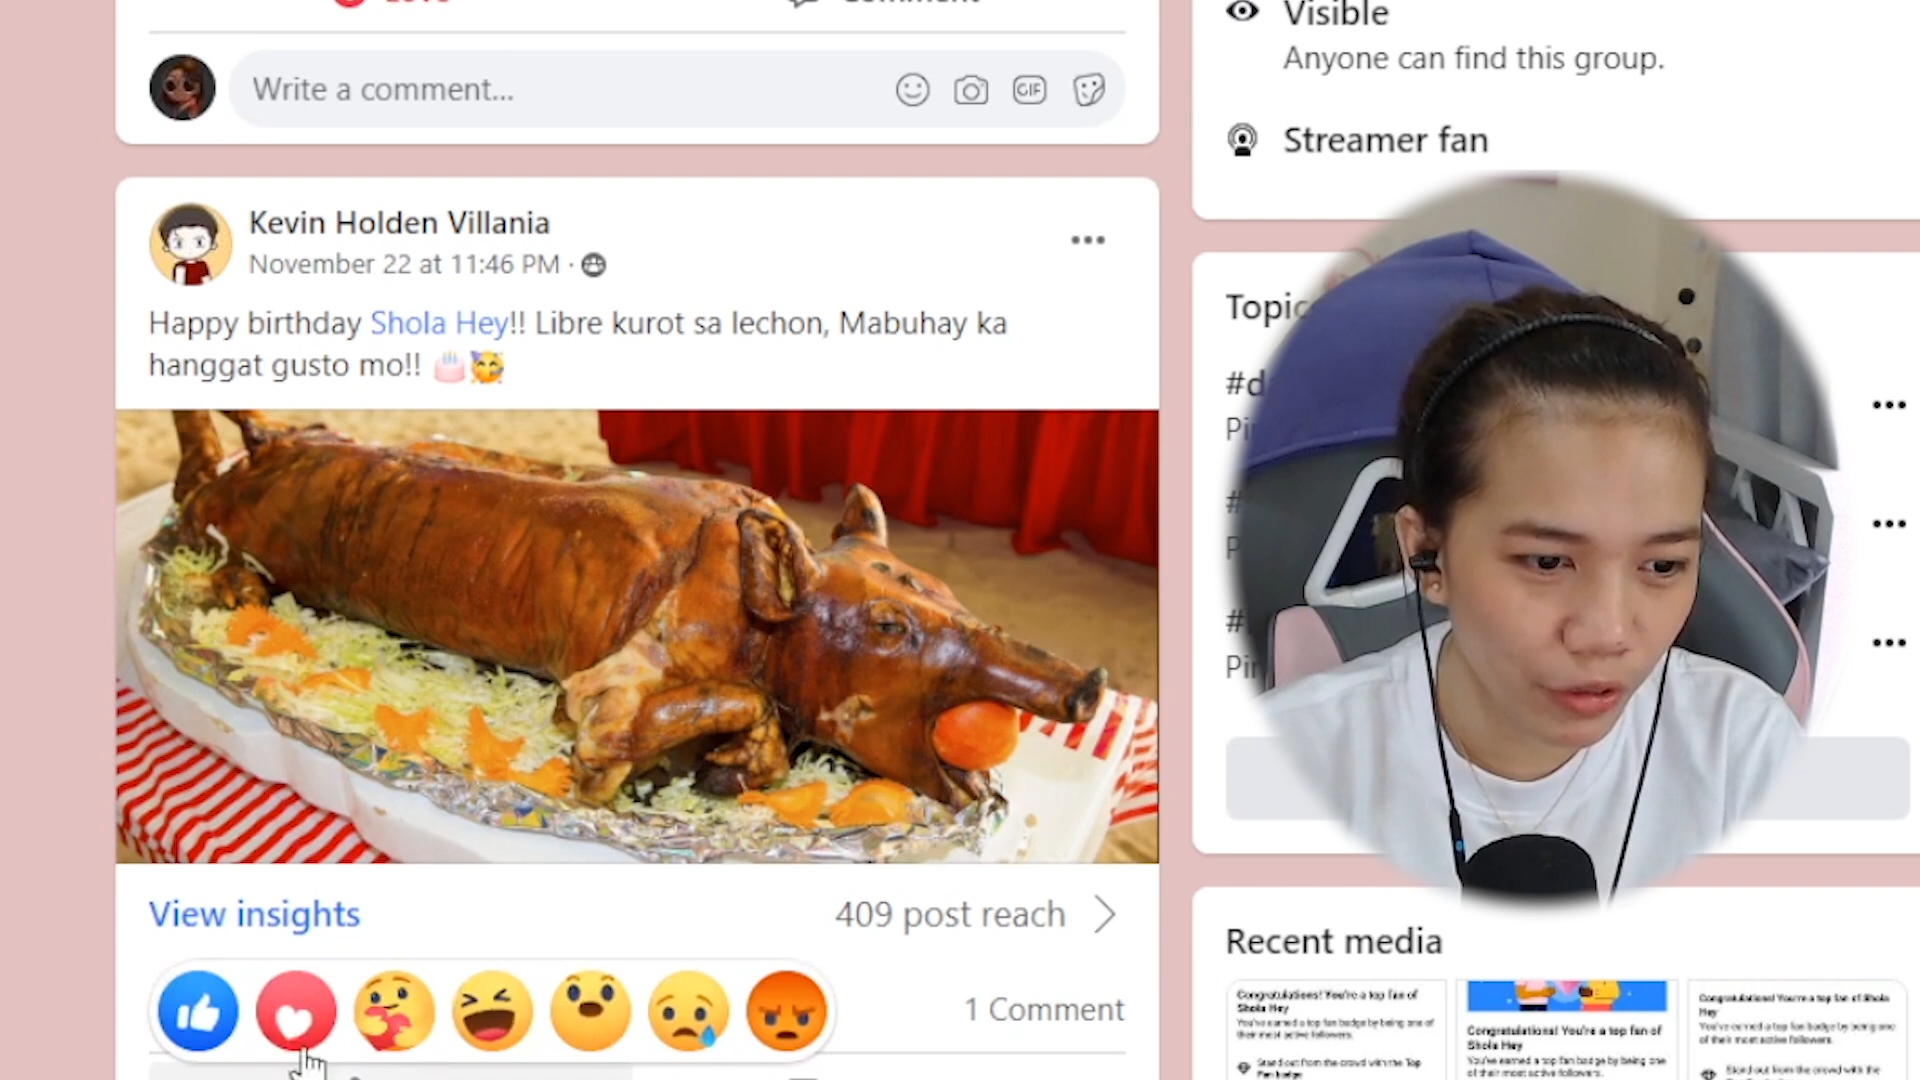 Love
Comment
Write a comment...
GIF
Kevin Holden Villania
November 22 at 11:46 PM ·
Happy birthday Shola Hey!! Libre kurot sa lechon, Mabuhay ka
hanggat gusto mo!! 🎂🥳
View insights
409 post reach
1 Comment
Visible
Anyone can find this group.
Streamer fan
Topic
#d
Pi
#
P
#
Pin
Recent media
Congratulations! You're a top fan of
Shola Hey
You've earned a top fan badge by being one of
their most active followers.
Stand out from the crowd with the Top
Fan badge
Congratulations! You're a top fan of
Shola Hey
You've earned a top fan badge by being one
of their most active followers.
Congratulations! You're a top fan of Shola
Hey
You've earned a top fan badge by being one
of their most active followers.
Stand out from the crowd with the